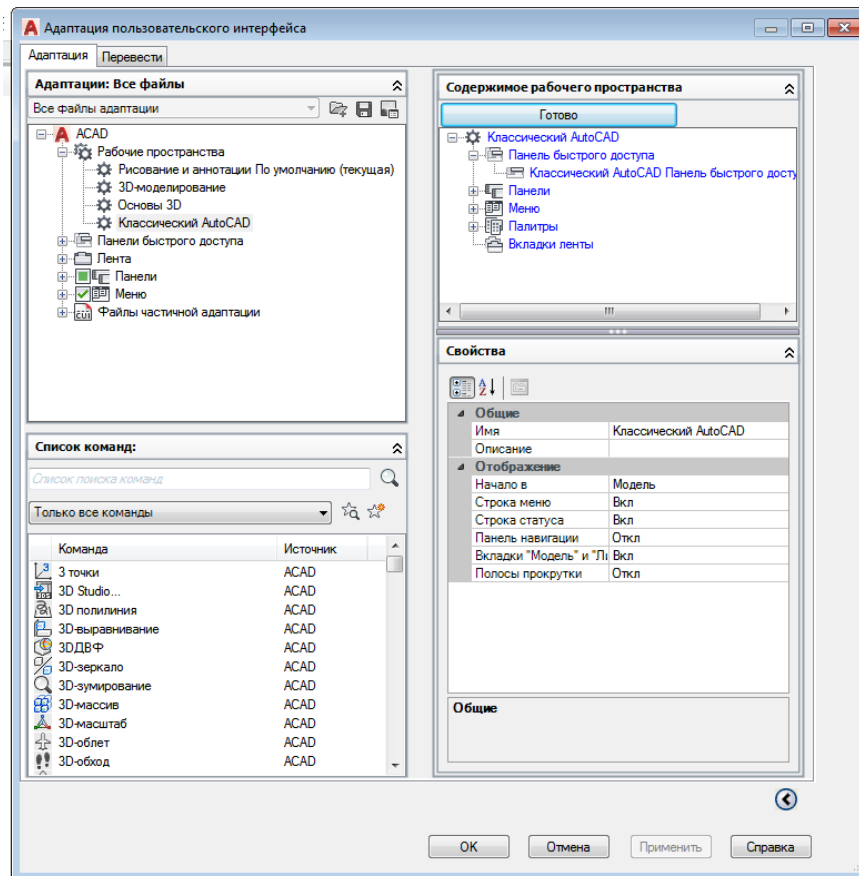 Адаптация пользовательского интерфейса
Адаптация
Перевести
Адаптации: Все файлы
Все файлы адаптации
ACAD
Рабочие пространства
Рисование и аннотации По умолчанию (текущая)
3D-моделирование
Основы 3D
Классический AutoCAD
Панели быстрого доступа
Лента
Панели
Меню
CUI Файлы частичной адаптации
Список команд:
Список поиска команд
Только все команды
Команда Источник
3 точки ACAD
3D Studio... ACAD
3D полилиния ACAD
3D-выравнивание ACAD
3DДВФ ACAD
3D-зеркало ACAD
3D-зумирование ACAD
3D-массив ACAD
3D-масштаб ACAD
3D-облет ACAD
3D-обход ACAD
Содержимое рабочего пространства
Готово
Классический AutoCAD
Панель быстрого доступа
Классический AutoCAD Панель быстрого досту
Панели
Меню
Палитры
Вкладки ленты
Свойства
Общие
Имя Классический AutoCAD
Описание
Отображение
Начало в Модель
Строка меню Вкл
Строка статуса Вкл
Панель навигации Откл
Вкладки "Модель" и "Ли Вкл
Полосы прокрутки Откл
Общие
OK Отмена Применить Справка